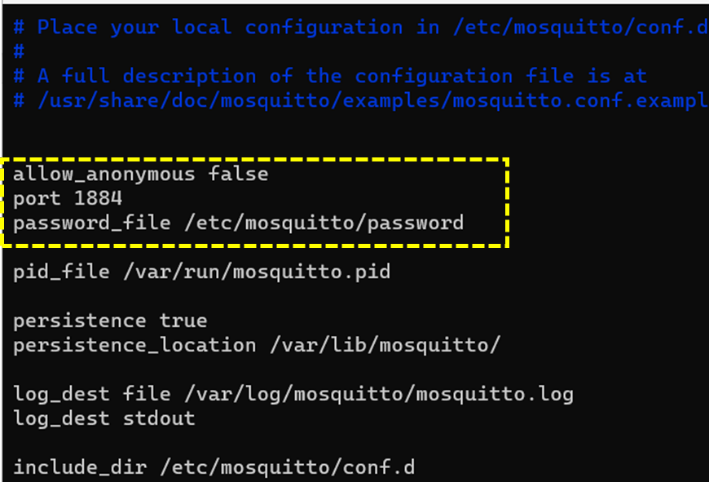 # Place your local configuration in /etc/mosquitto/conf.d
#
# A full description of the configuration file is at
# /usr/share/doc/mosquitto/examples/mosquitto.conf.exampl
allow_anonymous false
port 1884
password_file /etc/mosquitto/password
pid_file /var/run/mosquitto.pid
persistence true
persistence_location /var/lib/mosquitto/
log_dest file /var/log/mosquitto/mosquitto.log
log_dest stdout
include_dir /etc/mosquitto/conf.d